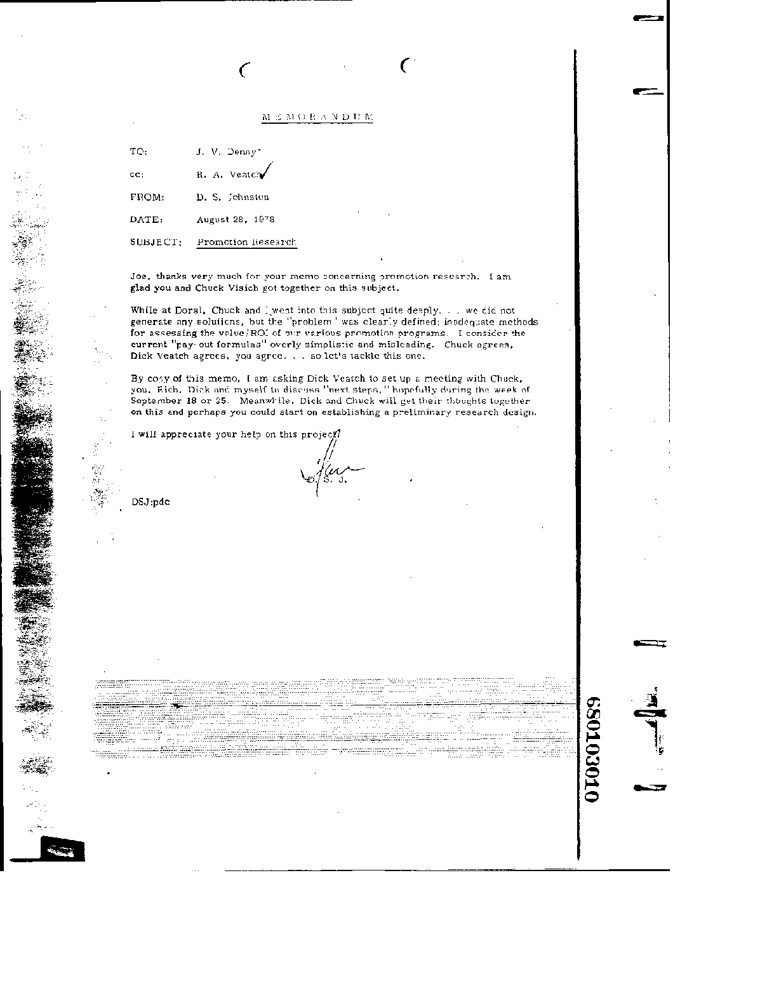 MEMORANDUM
TO: J. V. Denny
cc: R. A. Veatch
FROM: D. S. Johnston
DATE: August 28, 1978
SUBJECT: Promotion Research
Joe, thanks very much for your memo concerning promotion research. I am
glad you and Chuck Visich got together on this subject.
While at Doral, Chuck and I went into this subject quite deeply. . . we did not
generate any solutions, but the "problem" was clearly defined; inadequate methods
for assessing the value/ROI of our various promotion programs. I consider the
current "pay-out formulas" overly simplistic and misleading. Chuck agrees,
Dick Veatch agrees, you agree. . . so let's tackle this one.
By copy of this memo, I am asking Dick Veatch to set up a meeting with Chuck,
you, Rich, Dick and myself to discuss "next steps," hopefully during the week of
September 18 or 25. Meanwhile, Dick and Chuck will get their thoughts together
on this and perhaps you could start on establishing a preliminary research design.
I will appreciate your help on this project!
D. S. J.
DSJ:pdc
680103010